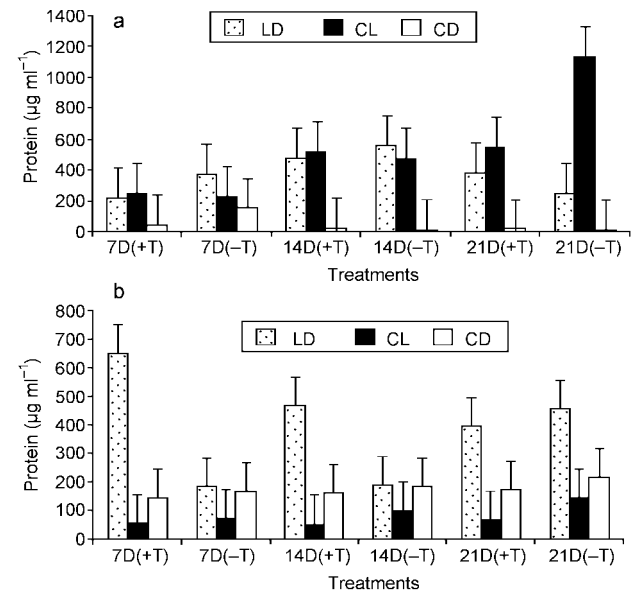 a
LD CL CD
Protein (µg ml⁻¹)
1400
1200
1000
800
600
400
200
0
7D(+T) 7D(–T) 14D(+T) 14D(–T) 21D(+T) 21D(–T)
Treatments
b
LD CL CD
Protein (µg ml⁻¹)
800
700
600
500
400
300
200
100
0
7D(+T) 7D(–T) 14D(+T) 14D(–T) 21D(+T) 21D(–T)
Treatments